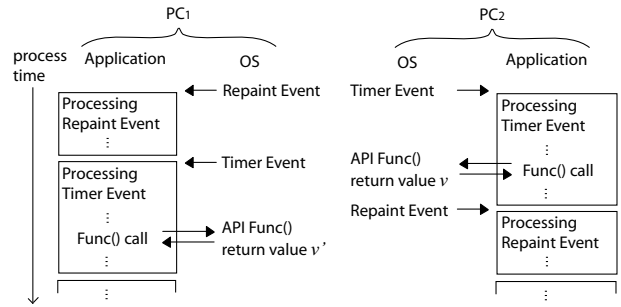 PC1
process time
Application
OS
Repaint Event
Processing
Repaint Event
⋮
Timer Event
Processing
Timer Event
⋮
Func() call
⋮
API Func()
return value v'
⋮
PC2
OS
Application
Timer Event
Processing
Timer Event
⋮
Func() call
⋮
API Func()
return value v
Repaint Event
Processing
Repaint Event
⋮
⋮